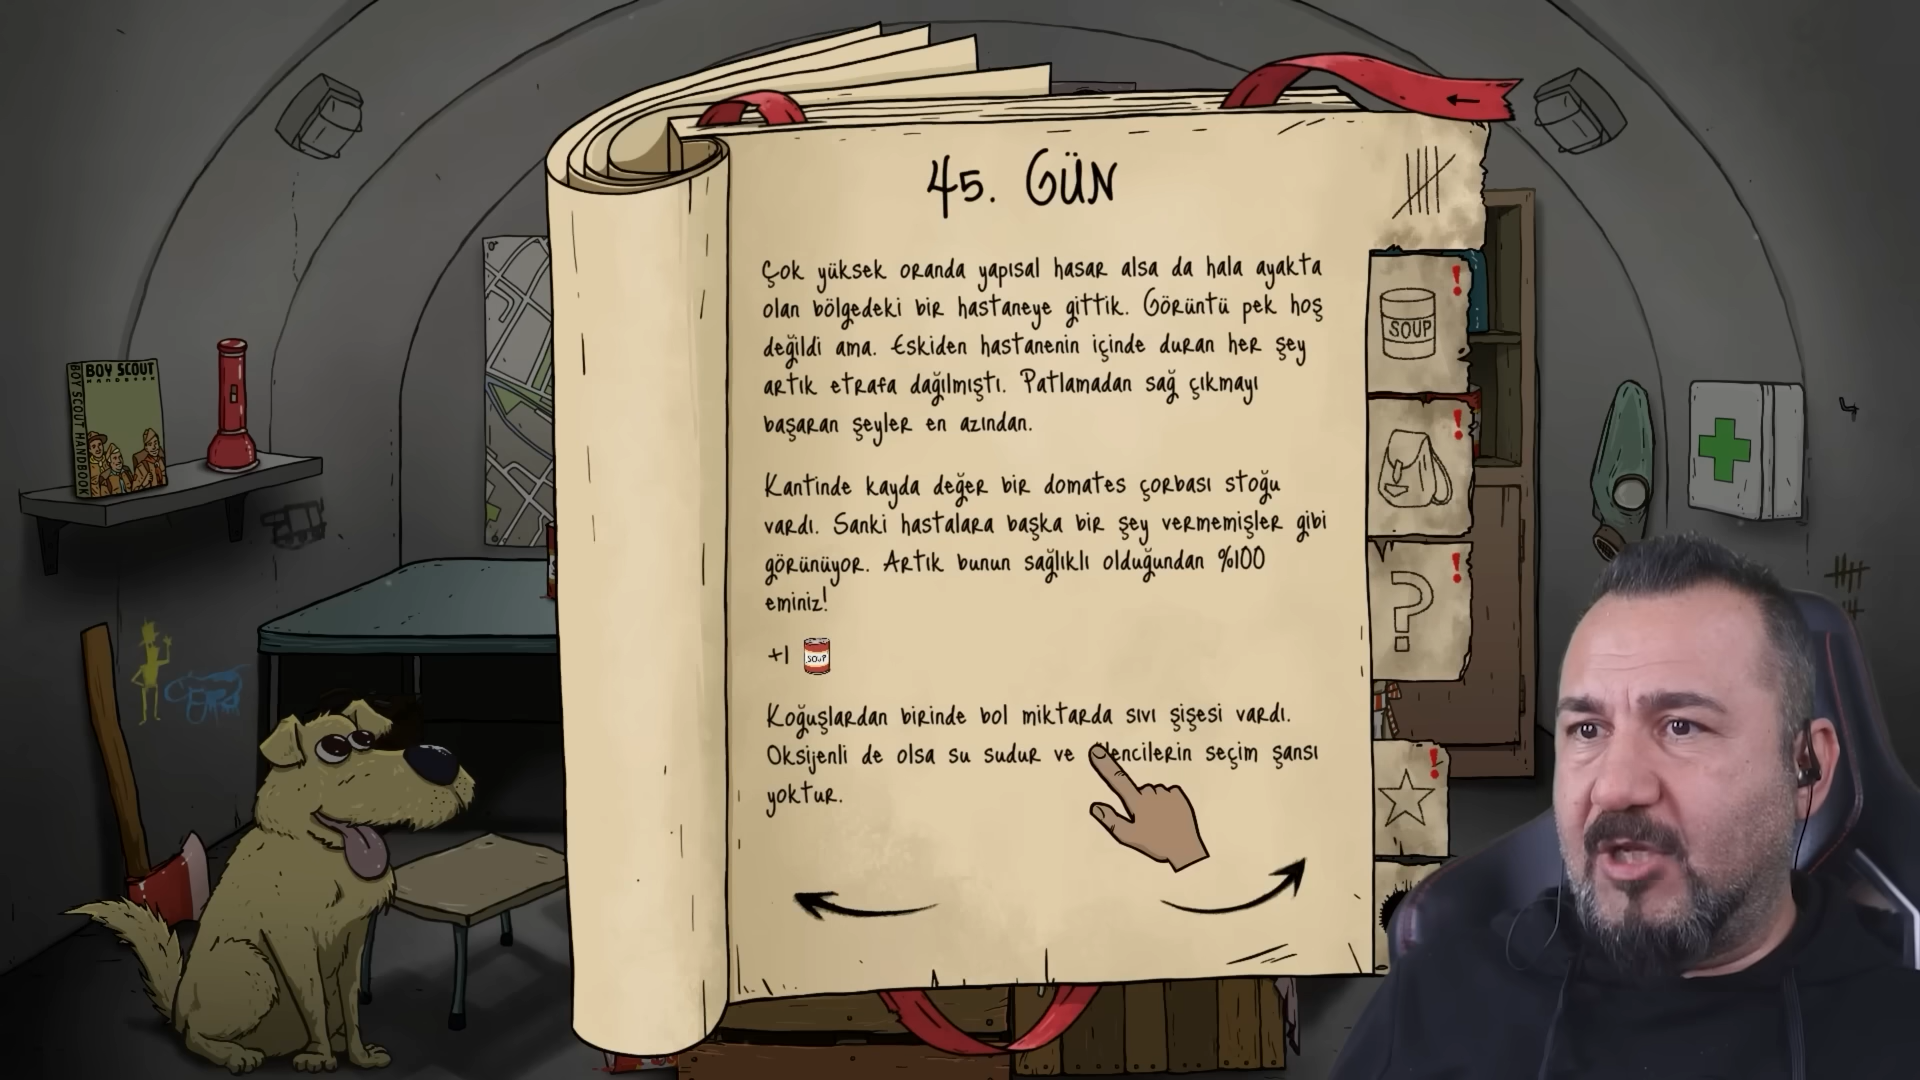 45. GÜN
Çok yüksek oranda yapısal hasar alsa da hala ayakta
olan bölgedeki bir hastaneye gittik. Görüntü pek hoş
değildi ama. Eskiden hastanenin içinde duran her şey
artık etrafa dağılmıştı. Patlamadan sağ çıkmayı
başaran şeyler en azından.
Kantinde kayda değer bir domates çorbası stoğu
vardı. Sanki hastalara başka bir şey vermemişler gibi
görünüyor. Artık bunun sağlıklı olduğundan %100
eminiz!
+1 SOUP
Koğuşlardan birinde bol miktarda sıvı şişesi vardı.
Oksijenli de olsa su sudur ve seçim şansı
yoktur.
SOUP
!
!
?
!
!
BOY SCOUT
HANDBOOK
BOY SCOUT HANDBOOK